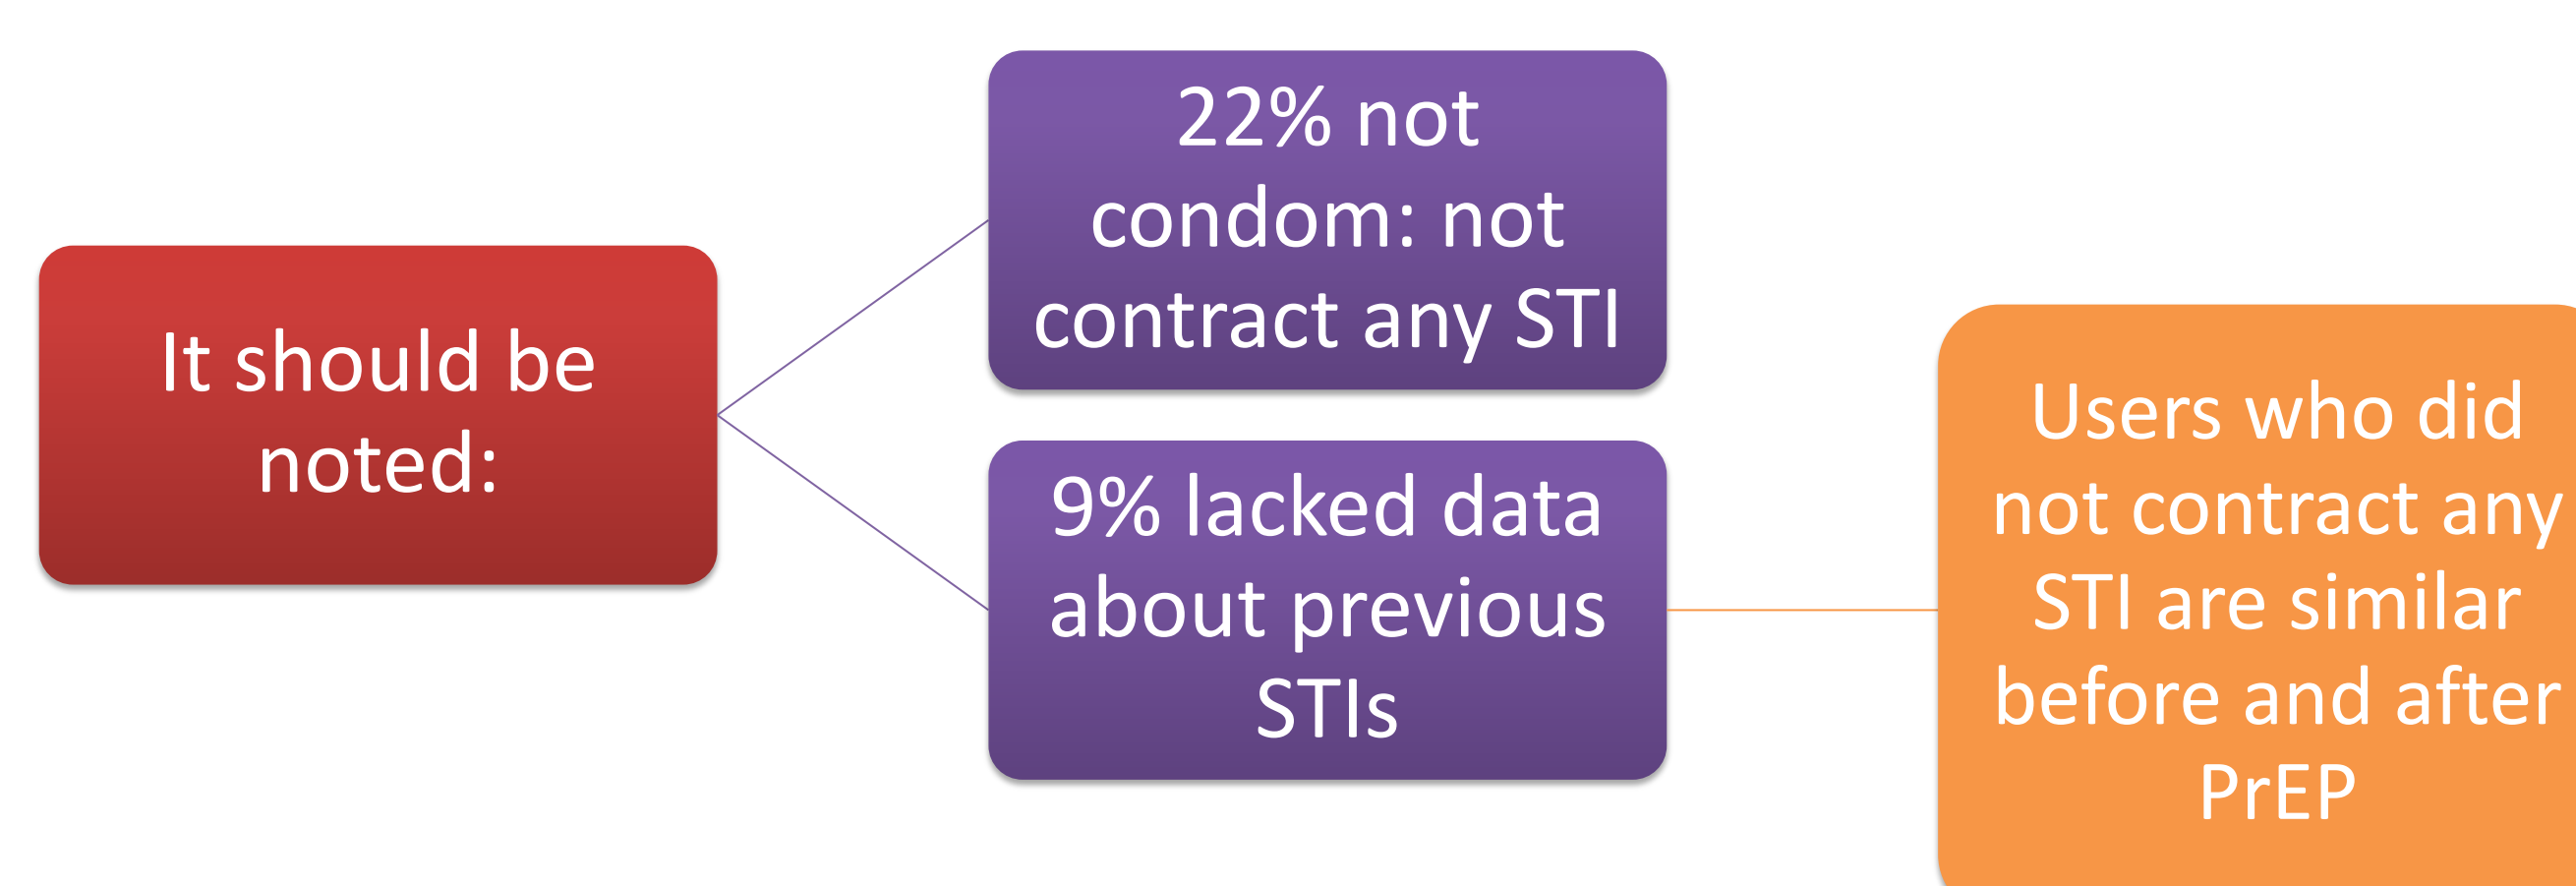 It should be
noted:
22% not
condom: not
contract any STI
9% lacked data
about previous
STIs
Users who did
not contract any
STI are similar
before and after
PrEP